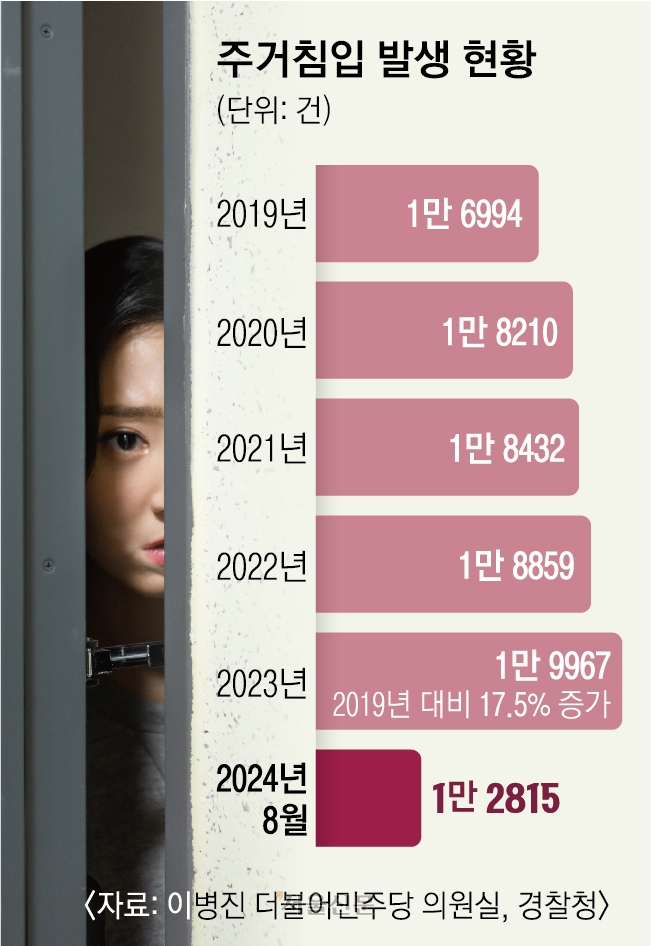 주거침입 발생 현황
(단위: 건)
2019년 1만 6994
2020년 1만 8210
2021년 1만 8432
2022년 1만 8859
2023년 1만 9967
2019년 대비 17.5% 증가
2024년
8월 1만 2815
〈자료: 이병진 더불어민주당 의원실, 경찰청〉
서울신문